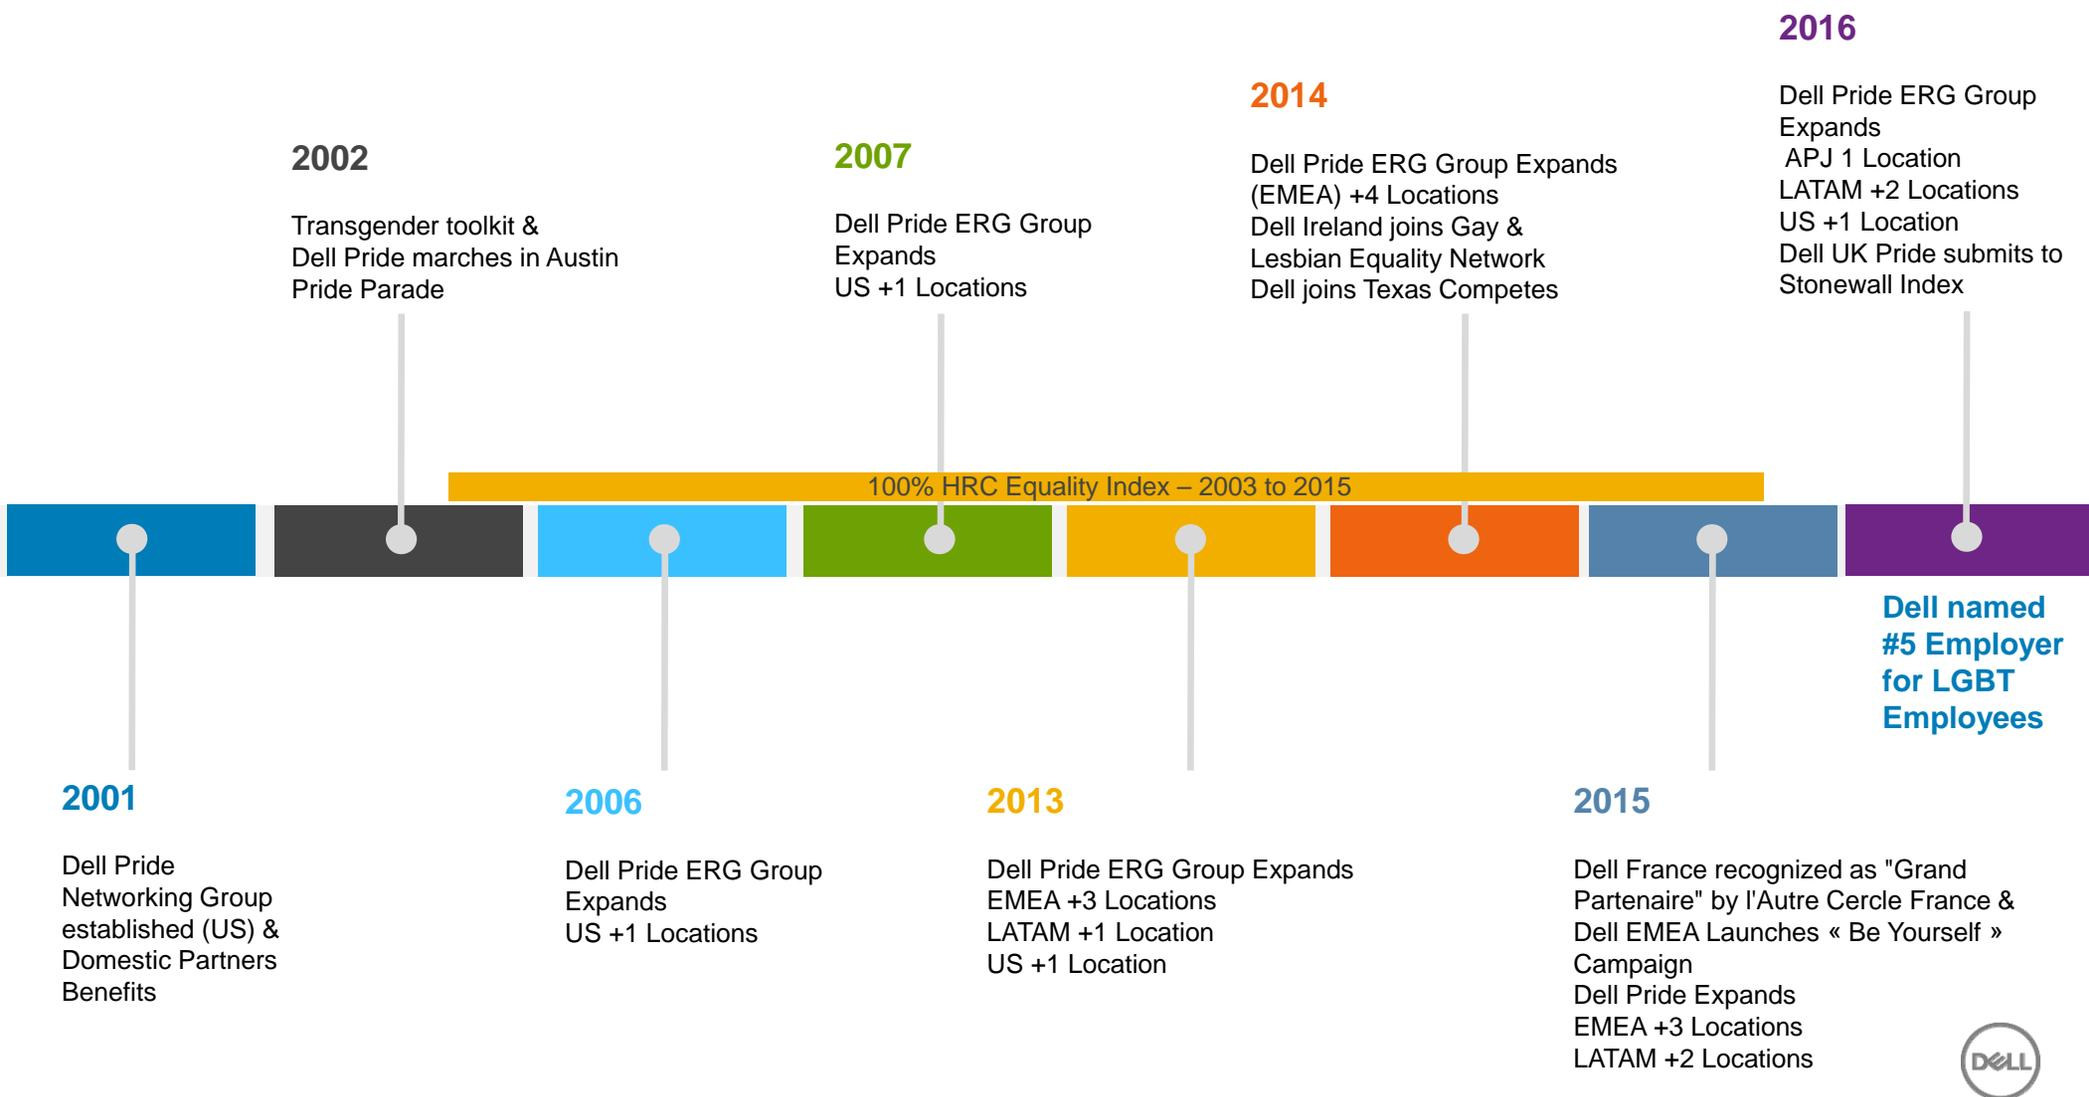 2016
Dell Pride ERG Group
Expands
APJ 1 Location
LATAM +2 Locations
US +1 Location
Dell UK Pride submits to
Stonewall Index
2014
Dell Pride ERG Group Expands
(EMEA) +4 Locations
Dell Ireland joins Gay &
Lesbian Equality Network
Dell joins Texas Competes
2007
Dell Pride ERG Group
Expands
US +1 Locations
2002
Transgender toolkit &
Dell Pride marches in Austin
Pride Parade
100% HRC Equality Index – 2003 to 2015
Dell named
#5 Employer
for LGBT
Employees
2001
Dell Pride
Networking Group
established (US) &
Domestic Partners
Benefits
2006
Dell Pride ERG Group
Expands
US +1 Locations
2013
Dell Pride ERG Group Expands
EMEA +3 Locations
LATAM +1 Location
US +1 Location
2015
Dell France recognized as "Grand
Partenaire" by l'Autre Cercle France &
Dell EMEA Launches « Be Yourself »
Campaign
Dell Pride Expands
EMEA +3 Locations
LATAM +2 Locations
DELL